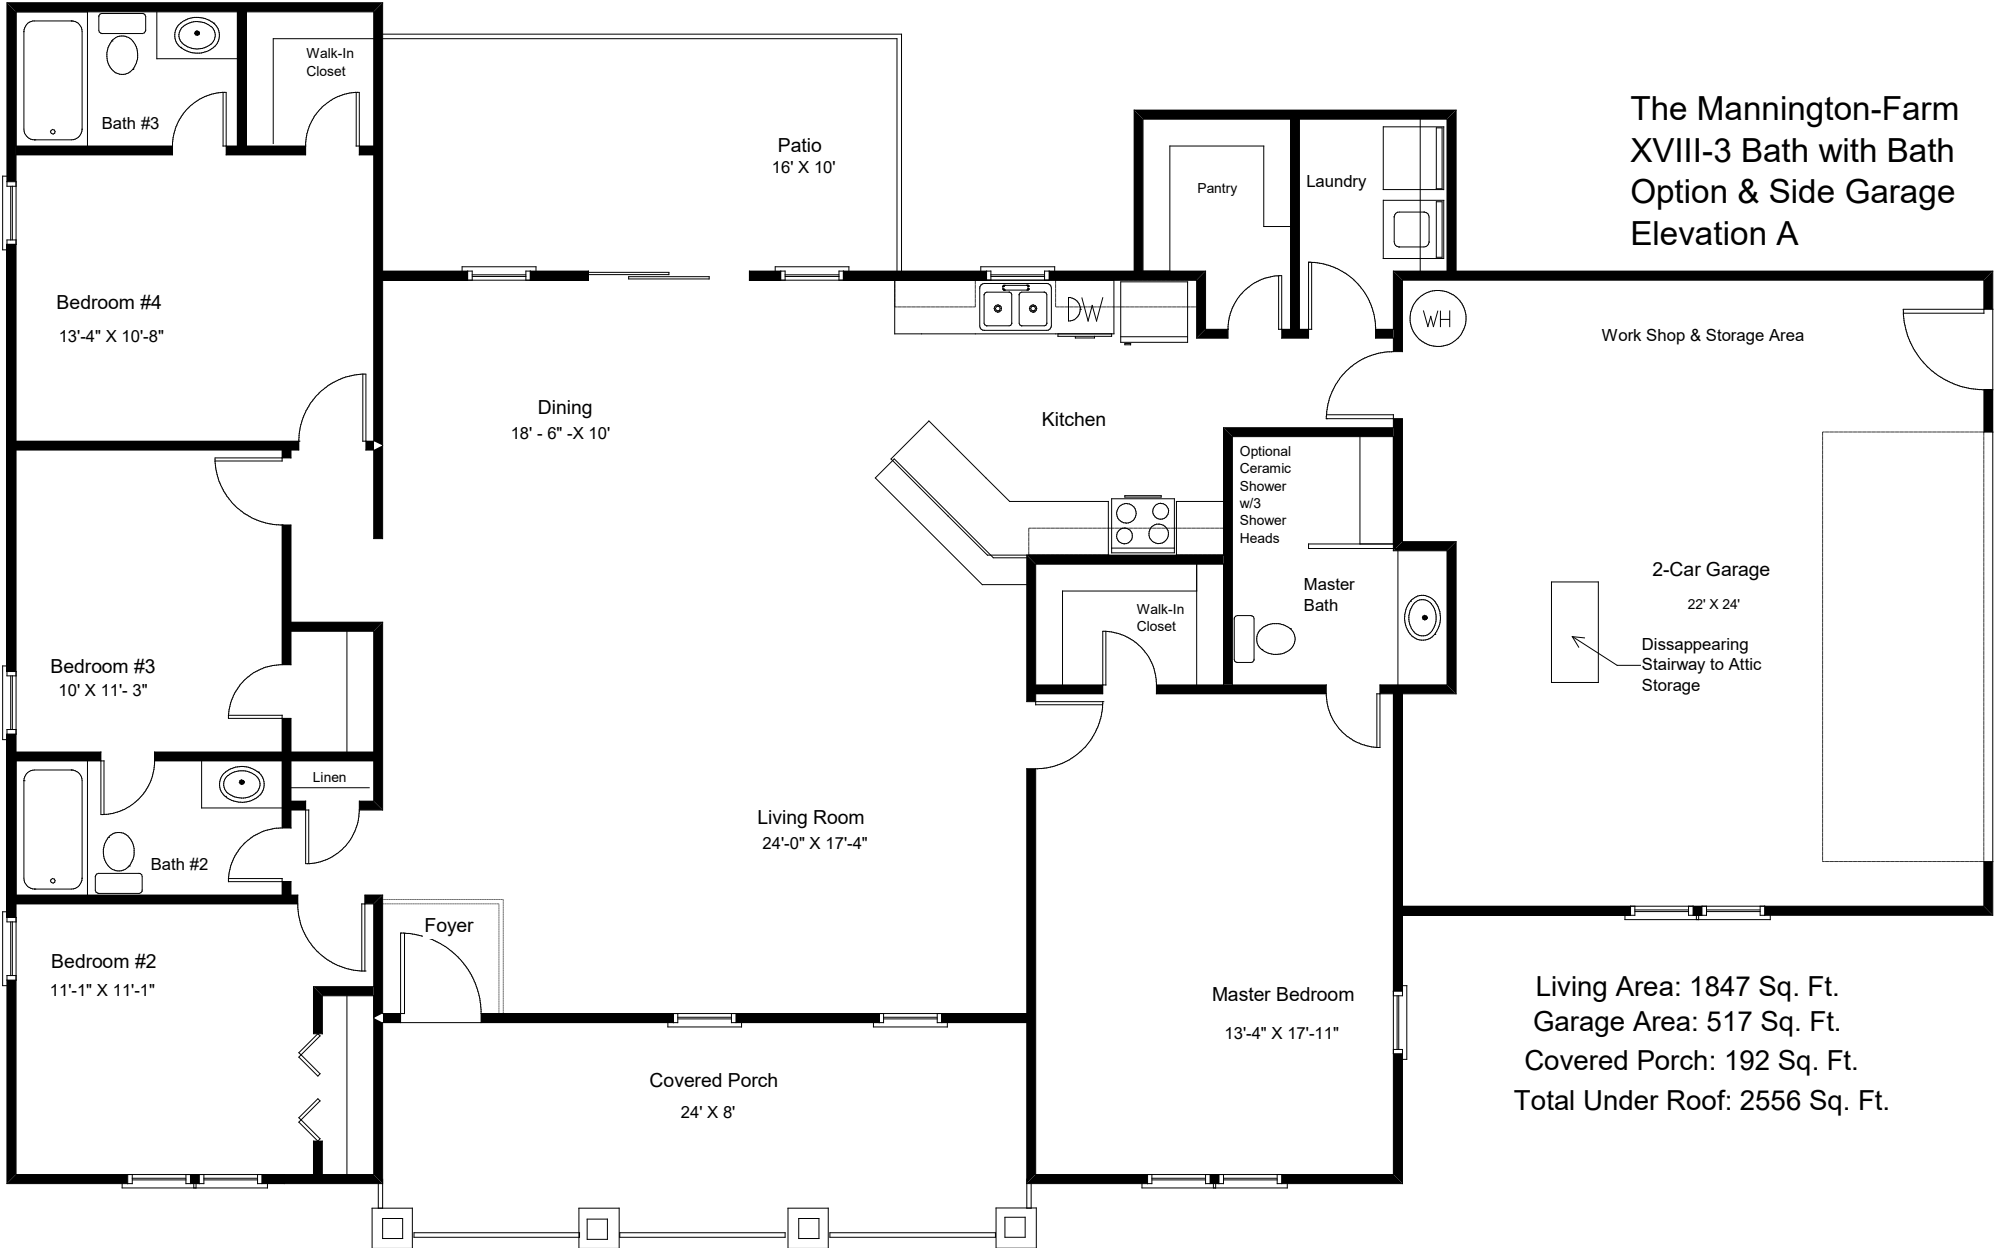 The Mannington-Farm
XVIII-3 Bath with Bath
Option & Side Garage
Elevation A
Walk-In
Closet
Bath #3
Patio
16' X 10'
Pantry
Laundry
Bedroom #4
13'-4" X 10'-8"
DW
WH
Work Shop & Storage Area
Dining
18' - 6" -X 10'
Kitchen
Optional
Ceramic
Shower
w/3
Shower
Heads
Master
Bath
Walk-In
Closet
2-Car Garage
22' X 24'
Dissappearing
Stairway to Attic
Storage
Bedroom #3
10' X 11'- 3"
Linen
Bath #2
Living Room
24'-0" X 17'-4"
Foyer
Bedroom #2
11'-1" X 11'-1"
Master Bedroom
13'-4" X 17'-11"
Covered Porch
24' X 8'
Living Area: 1847 Sq. Ft.
Garage Area: 517 Sq. Ft.
Covered Porch: 192 Sq. Ft.
Total Under Roof: 2556 Sq. Ft.